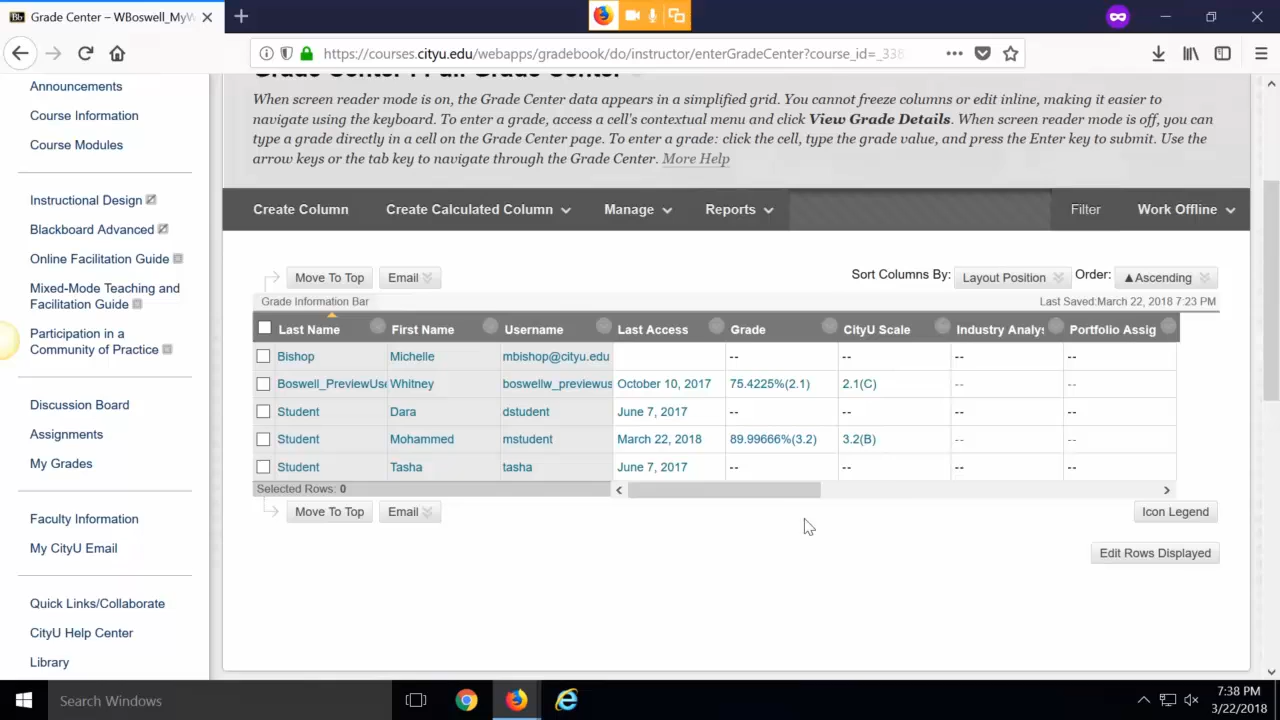 Grade Center – WBoswell_MyW
https://courses.cityu.edu/webapps/gradebook/do/instructor/enterGradeCenter?course_id=_338
Announcements
Course Information
Course Modules
Instructional Design
Blackboard Advanced
Online Facilitation Guide
Mixed-Mode Teaching and
Facilitation Guide
Participation in a
Community of Practice
Discussion Board
Assignments
My Grades
Faculty Information
My CityU Email
Quick Links/Collaborate
CityU Help Center
Library
Grade Center : Full Grade Center
When screen reader mode is on, the Grade Center data appears in a simplified grid. You cannot freeze columns or edit inline, making it easier to
navigate using the keyboard. To enter a grade, access a cell's contextual menu and click View Grade Details. When screen reader mode is off, you can
type a grade directly in a cell on the Grade Center page. To enter a grade: click the cell, type the grade value, and press the Enter key to submit. Use the
arrow keys or the tab key to navigate through the Grade Center. More Help
Create Column Create Calculated Column Manage Reports Filter Work Offline
Move To Top Email Sort Columns By: Layout Position Order: ▲Ascending
Grade Information Bar Last Saved:March 22, 2018 7:23 PM
Last Name First Name Username Last Access Grade CityU Scale Industry Analys Portfolio Assig
Bishop Michelle mbishop@cityu.edu -- -- -- --
Boswell_PreviewUse Whitney boswellw_previewus October 10, 2017 75.4225%(2.1) 2.1(C) -- --
Student Dara dstudent June 7, 2017 -- -- -- --
Student Mohammed mstudent March 22, 2018 89.99666%(3.2) 3.2(B) -- --
Student Tasha tasha June 7, 2017 -- -- -- --
Selected Rows: 0
Move To Top Email Icon Legend
Edit Rows Displayed
Search Windows
7:38 PM
3/22/2018